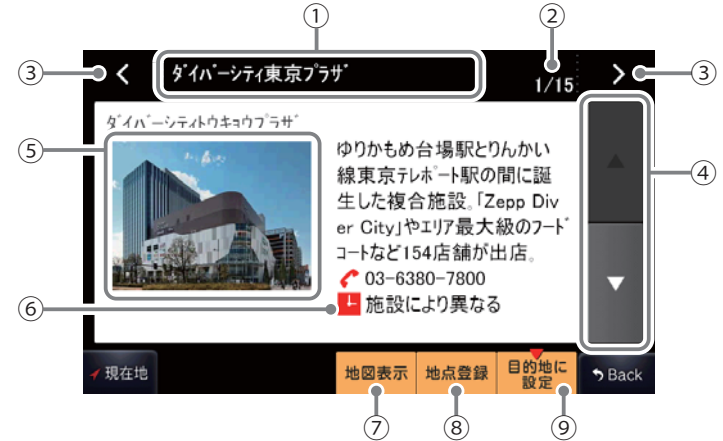 ① ②
③ ダイバーシティ東京プラザ 1/15 ③
ダイバーシティトウキョウプラザ
⑤ ④
ゆりかもめ台場駅とりんかい
線東京テレポート駅の間に誕
生した複合施設。「Zepp Div
er City」やエリア最大級のフード
コートなど154店舗が出店。
03-6380-7800
⑥ 施設により異なる
現在地 地図表示 地点登録 目的地に
設定 Back
⑦ ⑧ ⑨